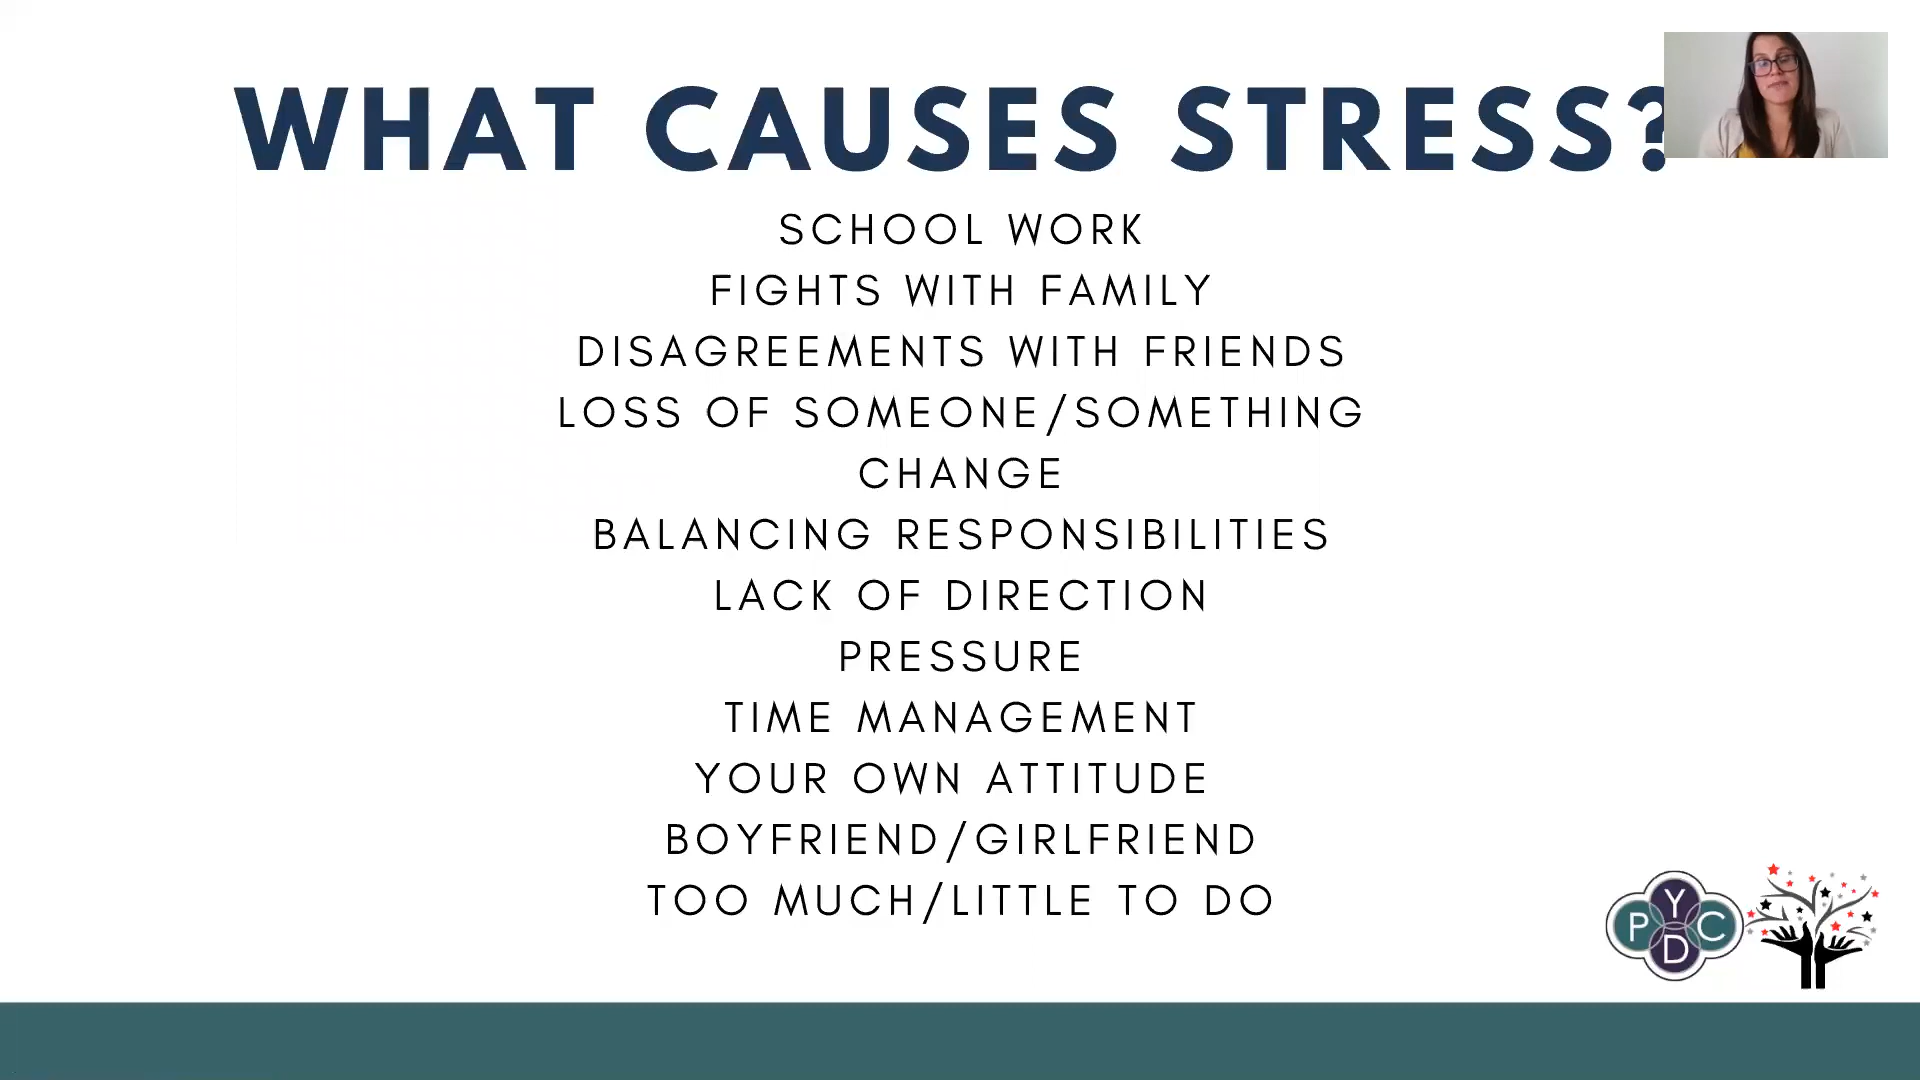 WHAT CAUSES STRESS?
SCHOOL WORK
FIGHTS WITH FAMILY
DISAGREEMENTS WITH FRIENDS
LOSS OF SOMEONE/SOMETHING
CHANGE
BALANCING RESPONSIBILITIES
LACK OF DIRECTION
PRESSURE
TIME MANAGEMENT
YOUR OWN ATTITUDE
BOYFRIEND/GIRLFRIEND
TOO MUCH/LITTLE TO DO
Y
P C
D